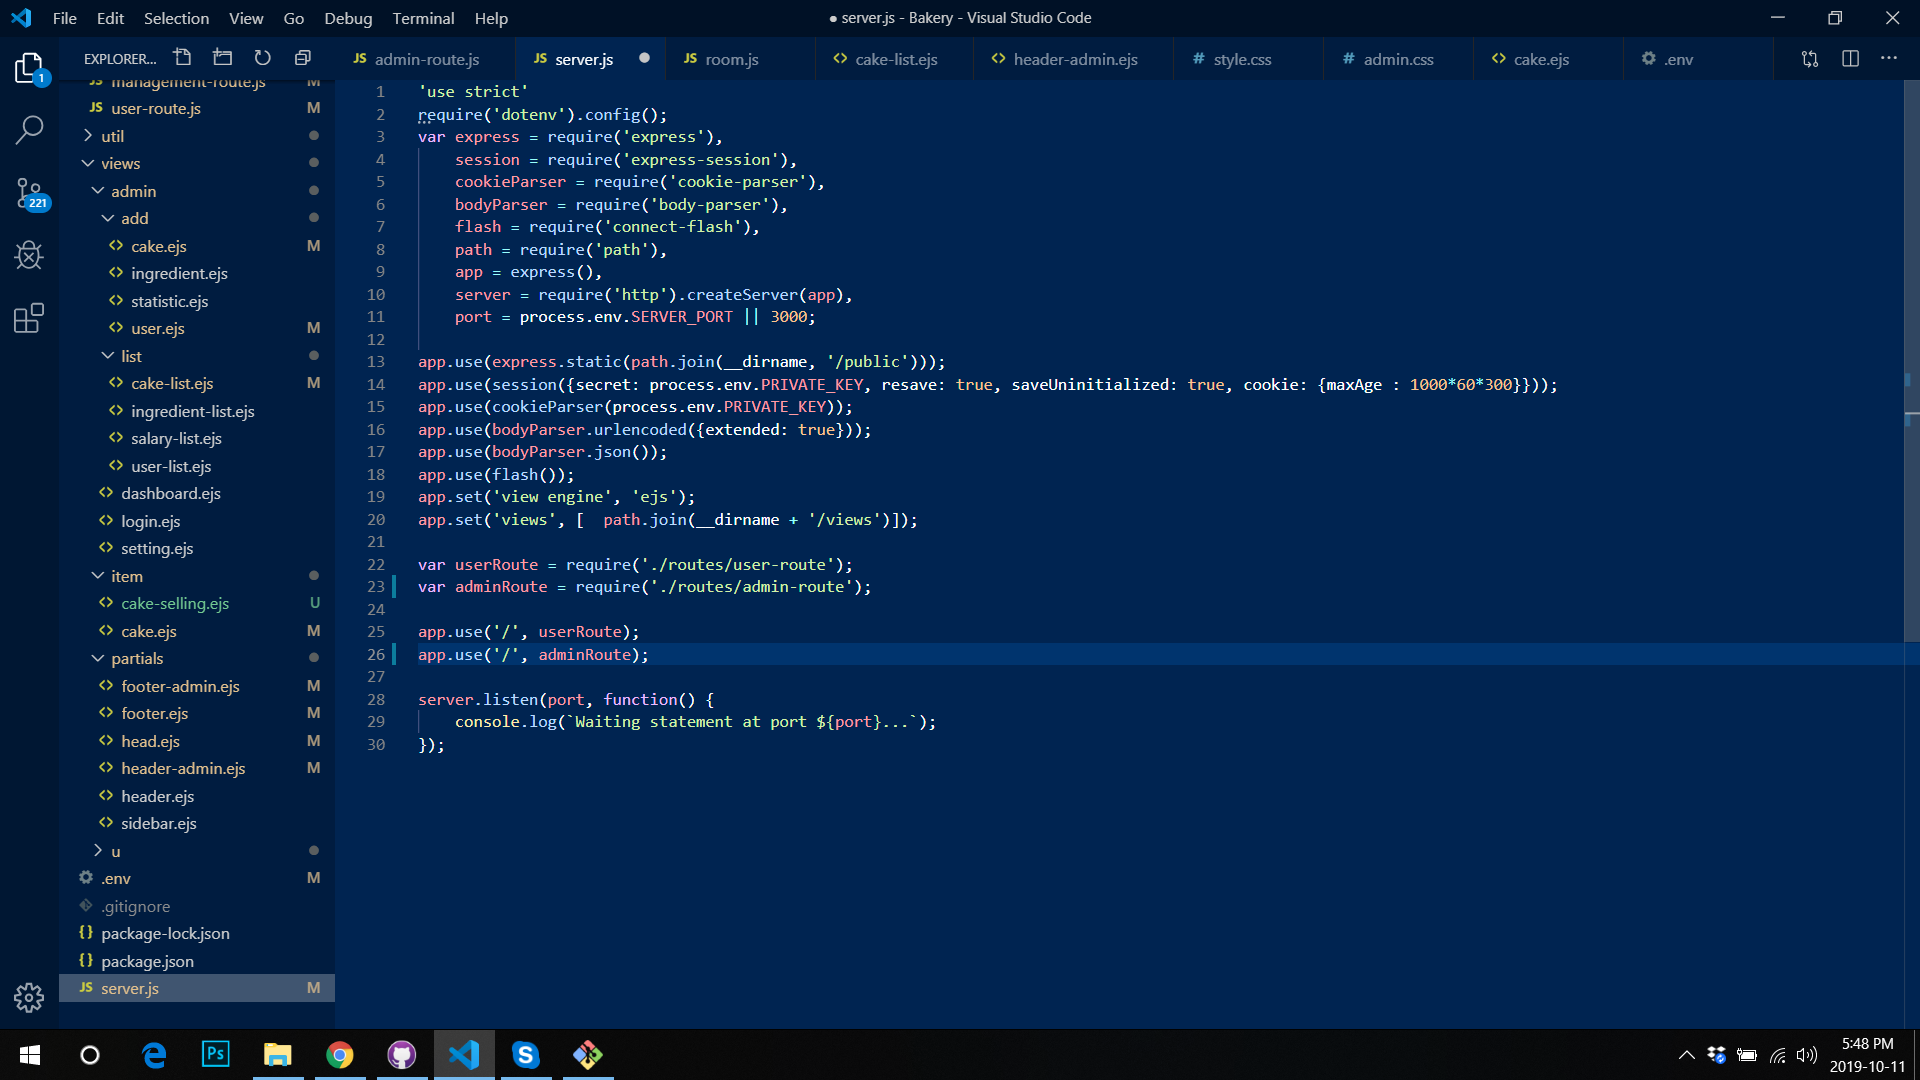 File Edit Selection View Go Debug Terminal Help
● server.js - Bakery - Visual Studio Code
EXPLORER...
JS admin-route.js
JS server.js
JS room.js
<> cake-list.ejs
<> header-admin.ejs
# style.css
# admin.css
<> cake.ejs
.env
1
221
JS management-route.js M
JS user-route.js M
util
views
admin
add
<> cake.ejs M
<> ingredient.ejs
<> statistic.ejs
<> user.ejs M
list
<> cake-list.ejs M
<> ingredient-list.ejs
<> salary-list.ejs
<> user-list.ejs
<> dashboard.ejs
<> login.ejs
<> setting.ejs
item
<> cake-selling.ejs U
<> cake.ejs M
partials
<> footer-admin.ejs M
<> footer.ejs M
<> head.ejs M
<> header-admin.ejs M
<> header.ejs
<> sidebar.ejs
u
.env M
.gitignore
{} package-lock.json
{} package.json
JS server.js M
1 'use strict'
2 require('dotenv').config();
3 var express = require('express'),
4 session = require('express-session'),
5 cookieParser = require('cookie-parser'),
6 bodyParser = require('body-parser'),
7 flash = require('connect-flash'),
8 path = require('path'),
9 app = express(),
10 server = require('http').createServer(app),
11 port = process.env.SERVER_PORT || 3000;
12
13 app.use(express.static(path.join(__dirname, '/public')));
14 app.use(session({secret: process.env.PRIVATE_KEY, resave: true, saveUninitialized: true, cookie: {maxAge : 1000*60*300}}));
15 app.use(cookieParser(process.env.PRIVATE_KEY));
16 app.use(bodyParser.urlencoded({extended: true}));
17 app.use(bodyParser.json());
18 app.use(flash());
19 app.set('view engine', 'ejs');
20 app.set('views', [  path.join(__dirname + '/views')]);
21
22 var userRoute = require('./routes/user-route');
23 var adminRoute = require('./routes/admin-route');
24
25 app.use('/', userRoute);
26 app.use('/', adminRoute);
27
28 server.listen(port, function() {
29 console.log(`Waiting statement at port ${port}...`);
30 });
Ps
5:48 PM
2019-10-11